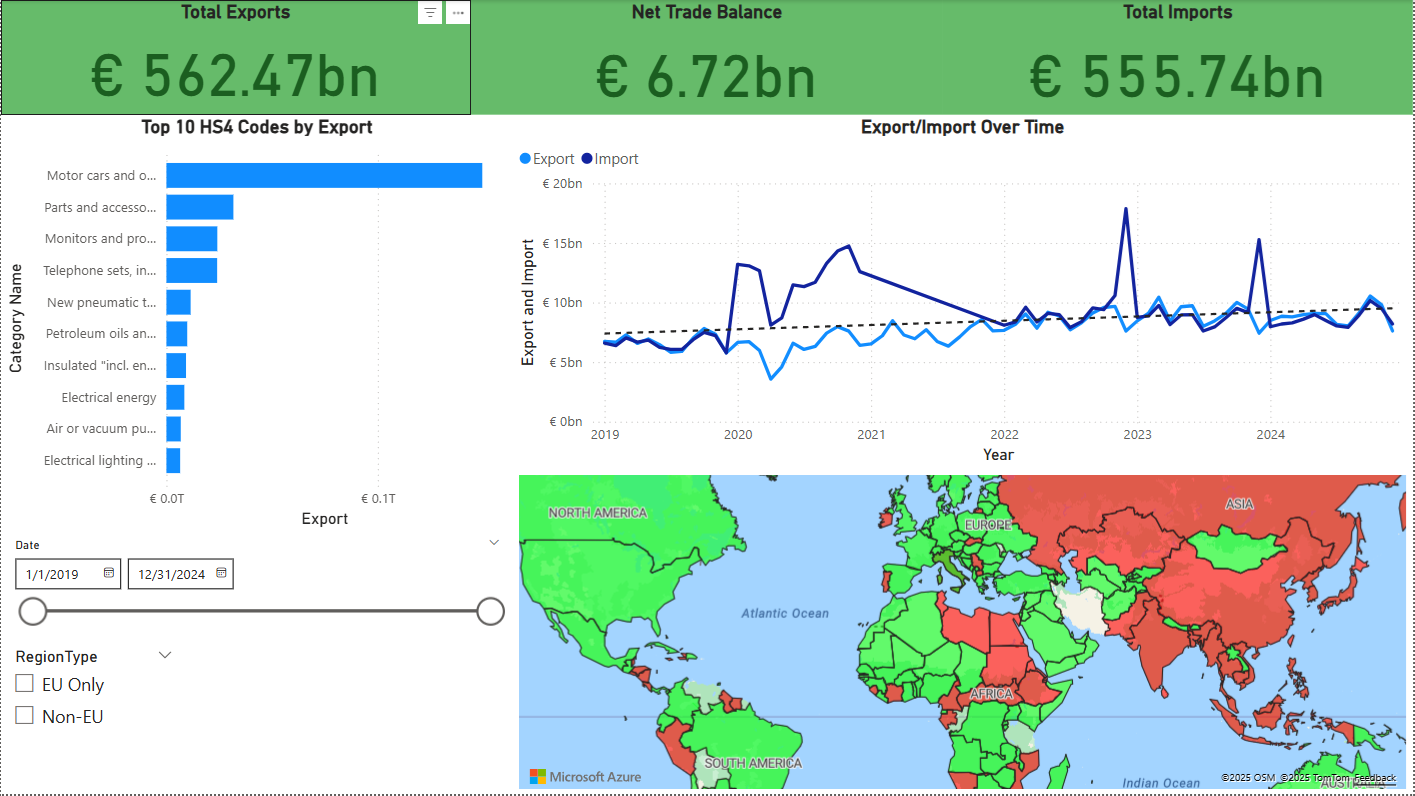 Total Exports
€ 562.47bn
Net Trade Balance
€ 6.72bn
Total Imports
€ 555.74bn
Top 10 HS4 Codes by Export
Category Name
Motor cars and o...
Parts and accesso...
Monitors and pro...
Telephone sets, in...
New pneumatic t...
Petroleum oils an...
Insulated "incl. en...
Electrical energy
Air or vacuum pu...
Electrical lighting ...
€ 0.0T
€ 0.1T
Export
Export/Import Over Time
Export
Import
Export and Import
€ 20bn
€ 15bn
€ 10bn
€ 5bn
€ 0bn
2019
2020
2021
2022
2023
2024
Year
Date
1/1/2019
12/31/2024
RegionType
EU Only
Non-EU
NORTH AMERICA
EUROPE
ASIA
Atlantic Ocean
AFRICA
SOUTH AMERICA
Indian Ocean
AUSTRALIA
Microsoft Azure
©2025 OSM ©2025 TomTom Feedback